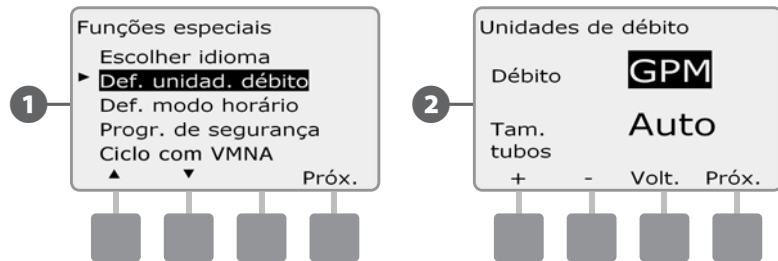 1
Funções especiais
Escolher idioma
► Def. unidad. débito
Def. modo horário
Progr. de segurança
Ciclo com VMNA
▲ ▼ Próx.
2
Unidades de débito
Débito GPM
Tam. tubos Auto
+ - Volt. Próx.